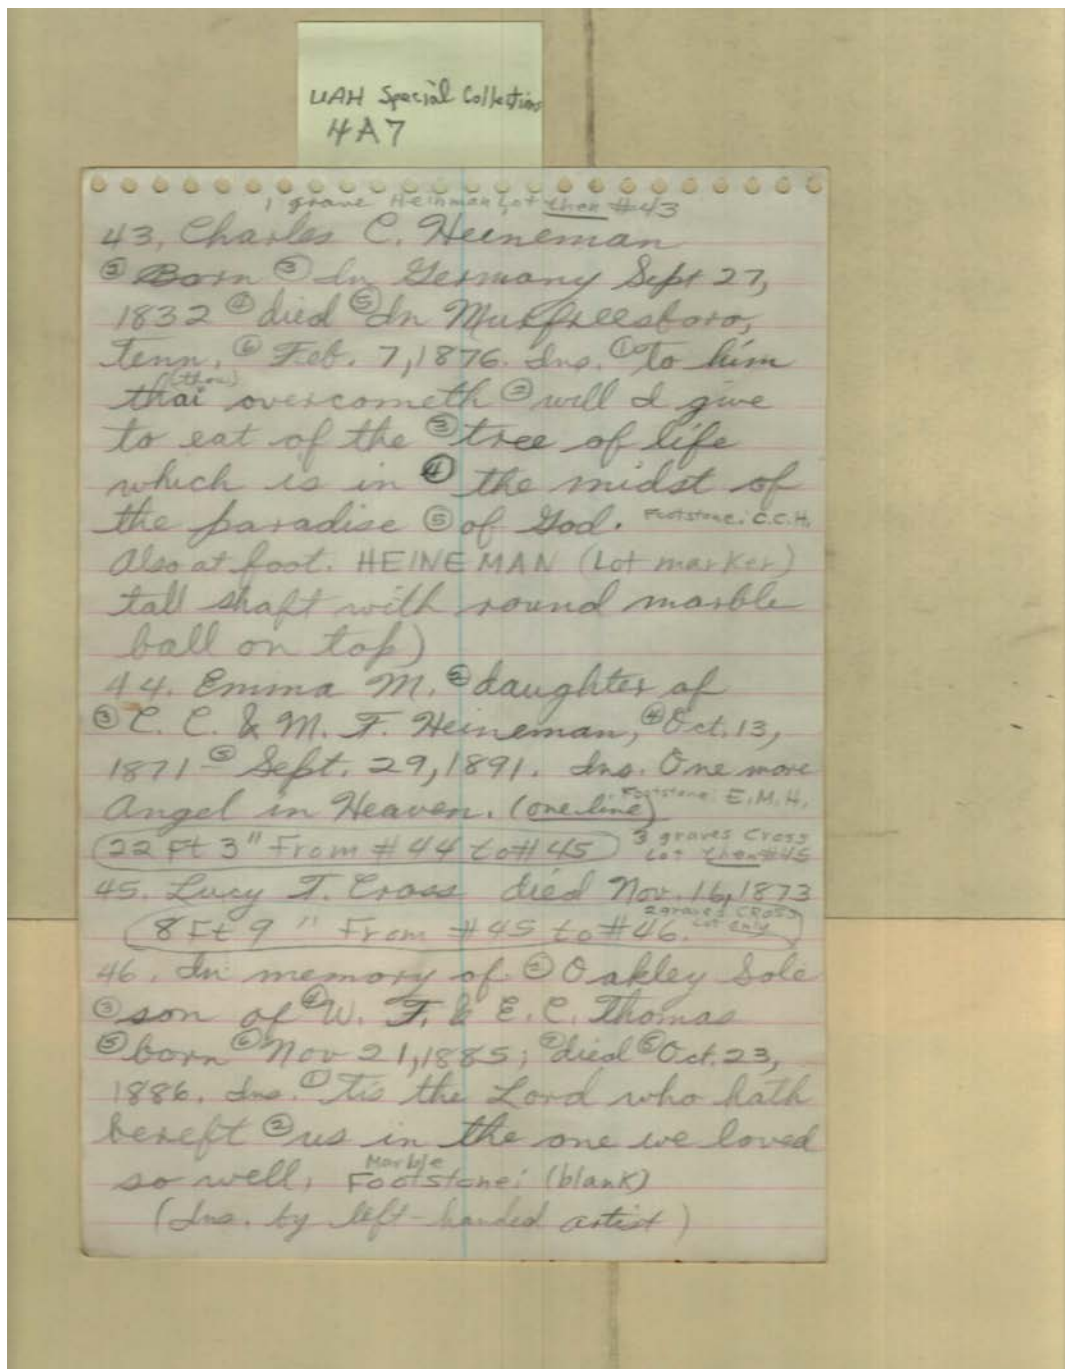 UAH Special Collections
4A7
1 grave Heinman Lot then #43
43. Charles C. Heineman
② Born ③ In Germany Sept 27,
1832 ④ died ⑤ In Murfreesboro,
Tenn. ⑥ Feb. 7, 1876. Ins. ① to him
(thou)
thai overcometh ② will I give
to eat of the ③ tree of life
which is in ④ the midst of
the paradise ⑤ of God. Footstone: C.C.H.
Also at foot. HEINEMAN (Lot marker)
tall shaft with round marble
ball on top)
44. Emma M. ② daughter of
③ C. C. & M. F. Heineman, ④ Oct. 13,
1871 ⑤ Sept. 29, 1891. Ins. One more
Angel in Heaven. (one line) Footstone: E.M.H.
22 Ft 3" From #44 to #45 3 graves Cross
Lot then #45
45. Lucy T. Cross died Nov. 16, 1873
8 Ft 9" From #45 to #46. 2 graves CROSS
Lot only
46. In memory of ② Oakley Sole
③ son of ④ W. F. & E. C. Thomas
⑤ born ⑥ Nov 21, 1885; ⑦ died ⑧ Oct. 23,
1886. Ins. ① 'tis the Lord who hath
bereft ② us in the one we loved
so well. Marble Footstone: (blank)
(Ins. by left-handed artist)